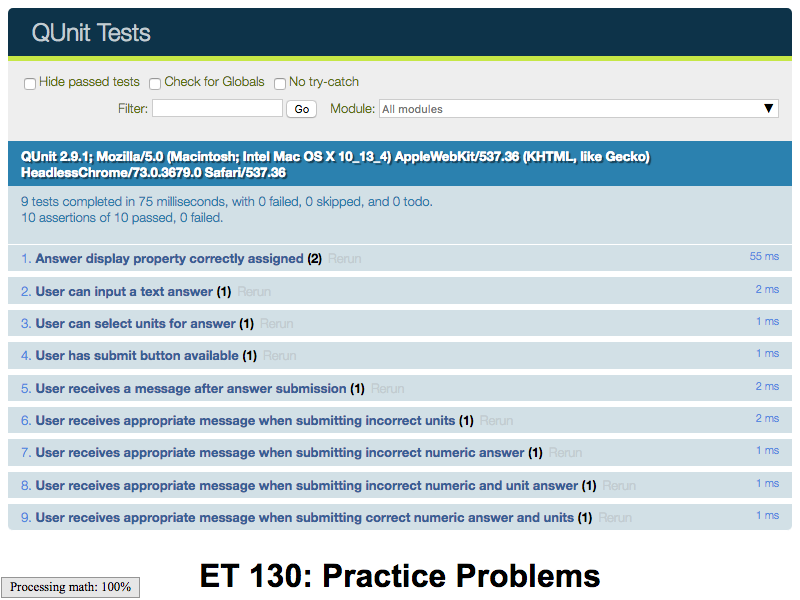 QUnit Tests
Hide passed tests Check for Globals No try-catch
Filter: Go Module: All modules ▼
QUnit 2.9.1; Mozilla/5.0 (Macintosh; Intel Mac OS X 10_13_4) AppleWebKit/537.36 (KHTML, like Gecko)
HeadlessChrome/73.0.3679.0 Safari/537.36
9 tests completed in 75 milliseconds, with 0 failed, 0 skipped, and 0 todo.
10 assertions of 10 passed, 0 failed.
1. Answer display property correctly assigned (2) Rerun 55 ms
2. User can input a text answer (1) Rerun 2 ms
3. User can select units for answer (1) Rerun 1 ms
4. User has submit button available (1) Rerun 1 ms
5. User receives a message after answer submission (1) Rerun 2 ms
6. User receives appropriate message when submitting incorrect units (1) Rerun 2 ms
7. User receives appropriate message when submitting incorrect numeric answer (1) Rerun 1 ms
8. User receives appropriate message when submitting incorrect numeric and unit answer (1) Rerun 1 ms
9. User receives appropriate message when submitting correct numeric answer and units (1) Rerun 1 ms
ET 130: Practice Problems
Processing math: 100%